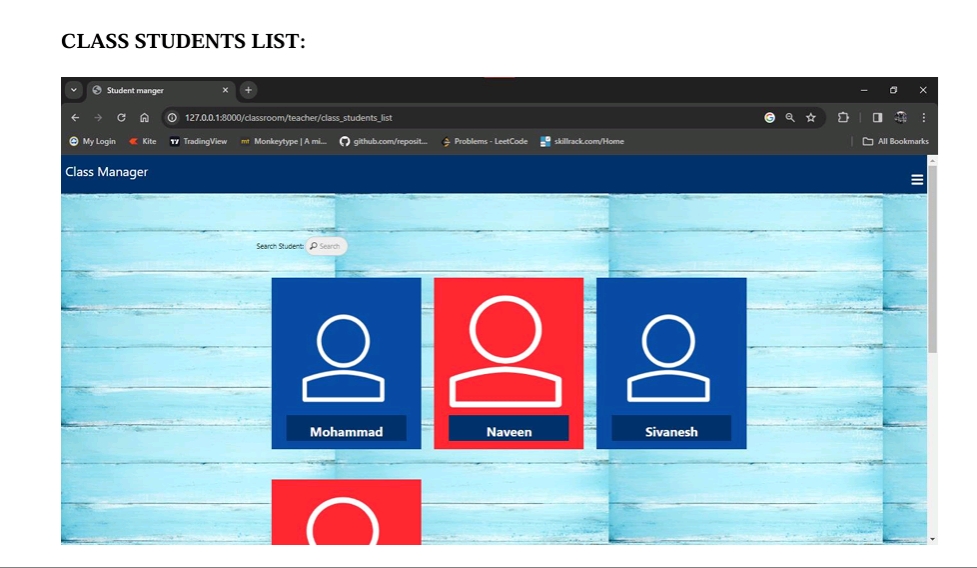 CLASS STUDENTS LIST:
Student manger
127.0.0.1:8000/classroom/teacher/class_students_list
My Login Kite TradingView Monkeytype | A mi... github.com/reposit... Problems - LeetCode skillrack.com/Home All Bookmarks
Class Manager
Search Student: Search
Mohammad Naveen Sivanesh